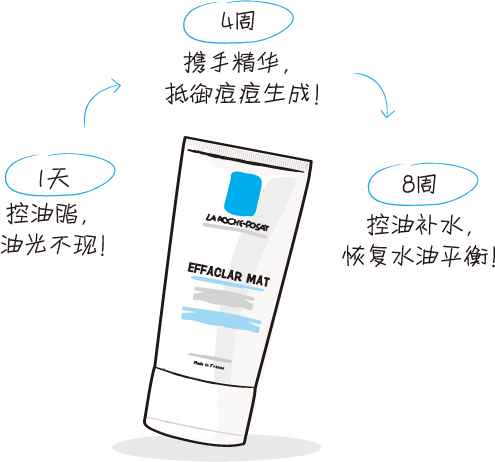 4周
携手精华，
抵御痘痘生成！
1天
控油脂，
油光不现！
8周
控油补水，
恢复水油平衡！
LA ROCHE-POSAY
EFFACLAR MAT
Made in France